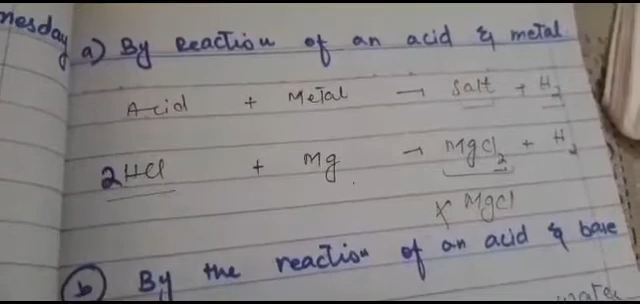 nesday
a) By Reaction of an acid & metal
Acid + Metal → Salt + H₂
2HCl + Mg → MgCl₂ + H₂
x MgCl
b) By the reaction of an acid & base
water